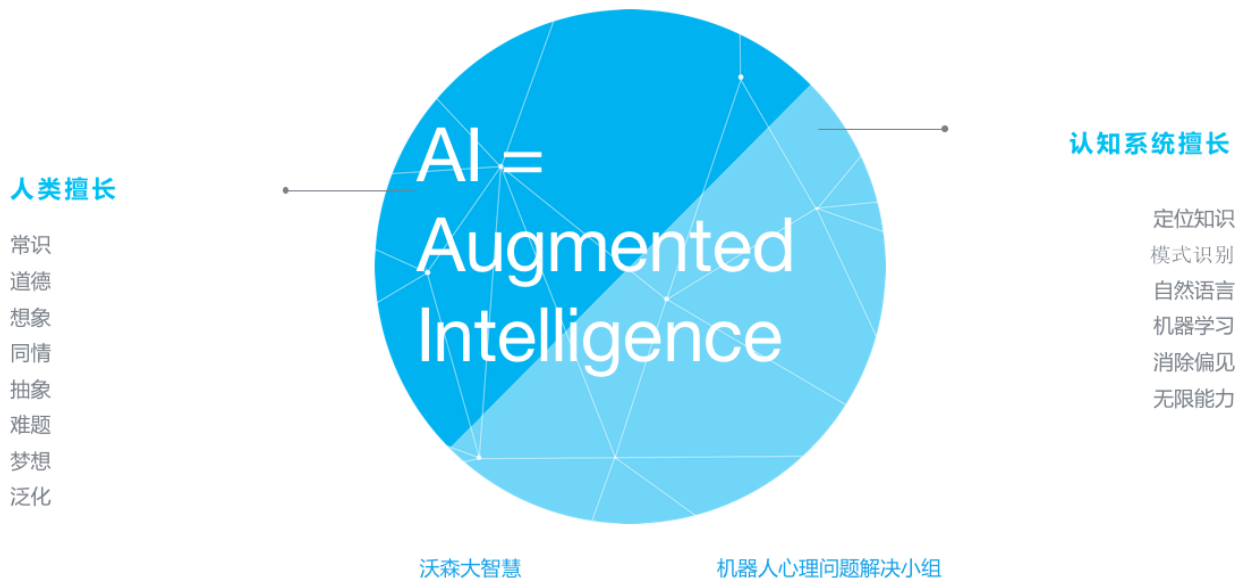 AI =
Augmented
Intelligence
人类擅长
常识
道德
想象
同情
抽象
难题
梦想
泛化
认知系统擅长
定位知识
模式识别
自然语言
机器学习
消除偏见
无限能力
沃森大智慧
机器人心理问题解决小组